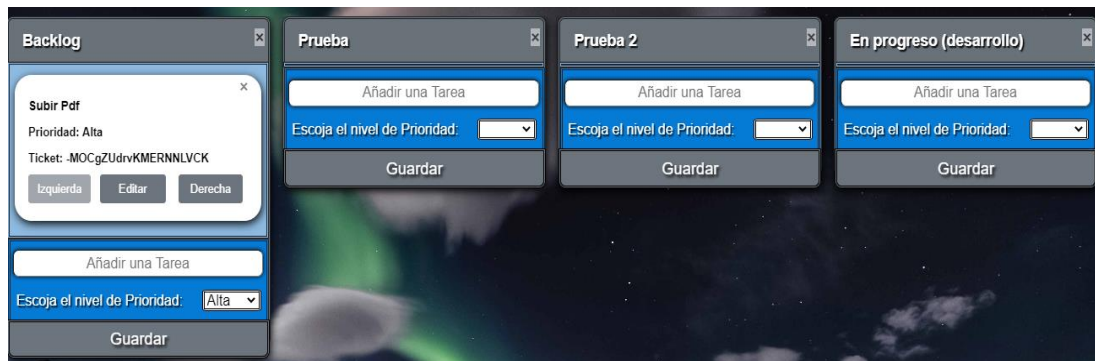 Backlog
x
Subir Pdf
x
Prioridad: Alta
Ticket: -MOCgZUdrvKMERNNLVCK
Izquierda Editar Derecha
Añadir una Tarea
Escoja el nivel de Prioridad: Alta
Guardar
Prueba
x
Añadir una Tarea
Escoja el nivel de Prioridad:
Guardar
Prueba 2
x
Añadir una Tarea
Escoja el nivel de Prioridad:
Guardar
En progreso (desarrollo)
x
Añadir una Tarea
Escoja el nivel de Prioridad:
Guardar